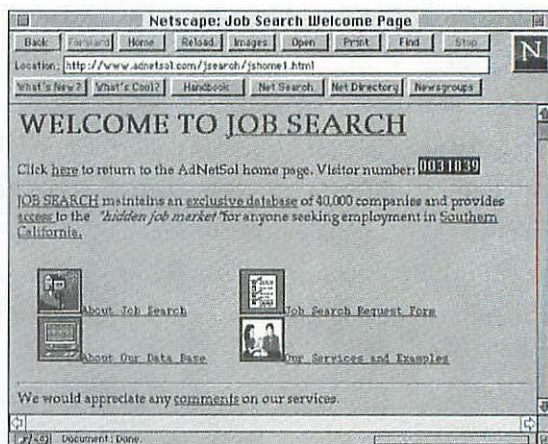 Netscape: Job Search Welcome Page
Back Forward Home Reload Images Open Print Find Stop
N
Location: http://www.adnetsol.com/jsearch/jshome1.html
What's New? What's Cool? Handbook Net Search Net Directory Newsgroups
WELCOME TO JOB SEARCH
Click here to return to the AdNetSol home page. Visitor number: 0031039
JOB SEARCH maintains an exclusive database of 40,000 companies and provides
access to the "hidden job market" for anyone seeking employment in Southern
California.
About Job Search Job Search Request Form
About Our Data Base Our Services and Examples
We would appreciate any comments on our services.
Document: Done.